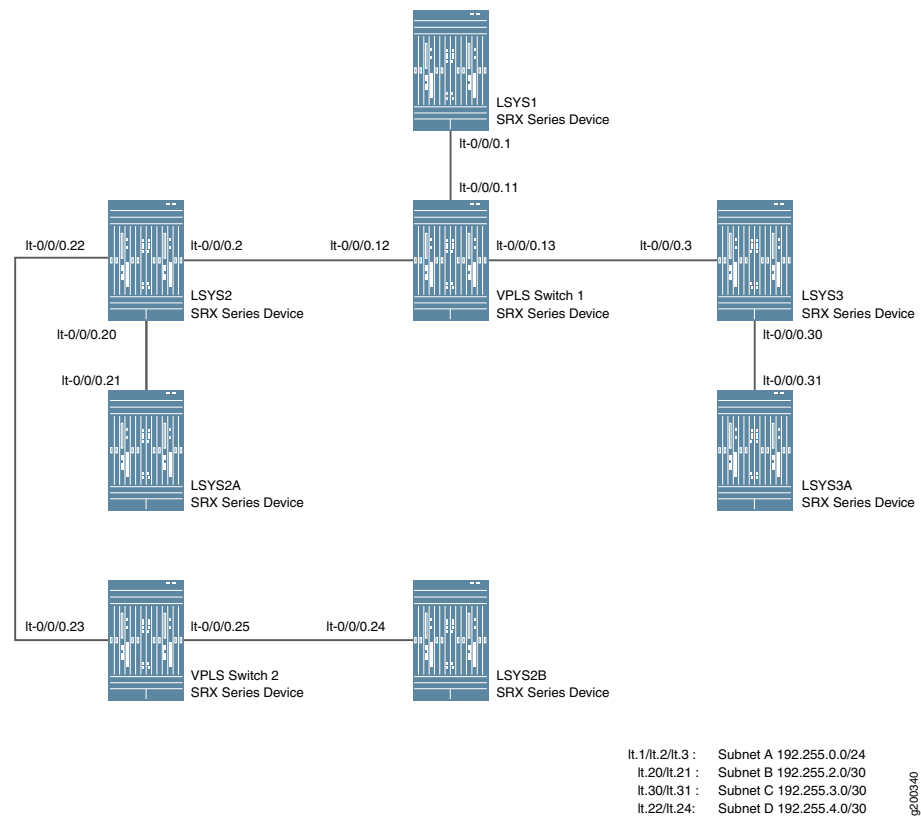 LSYS1
SRX Series Device
lt-0/0/0.1
lt-0/0/0.11
lt-0/0/0.22
lt-0/0/0.2
lt-0/0/0.12
lt-0/0/0.13
lt-0/0/0.3
LSYS2
SRX Series Device
VPLS Switch 1
SRX Series Device
LSYS3
SRX Series Device
lt-0/0/0.20
lt-0/0/0.30
lt-0/0/0.21
lt-0/0/0.31
LSYS2A
SRX Series Device
LSYS3A
SRX Series Device
lt-0/0/0.23
lt-0/0/0.25
lt-0/0/0.24
VPLS Switch 2
SRX Series Device
LSYS2B
SRX Series Device
lt.1/lt.2/lt.3 : Subnet A 192.255.0.0/24
lt.20/lt.21 : Subnet B 192.255.2.0/30
lt.30/lt.31 : Subnet C 192.255.3.0/30
lt.22/lt.24: Subnet D 192.255.4.0/30
g200340